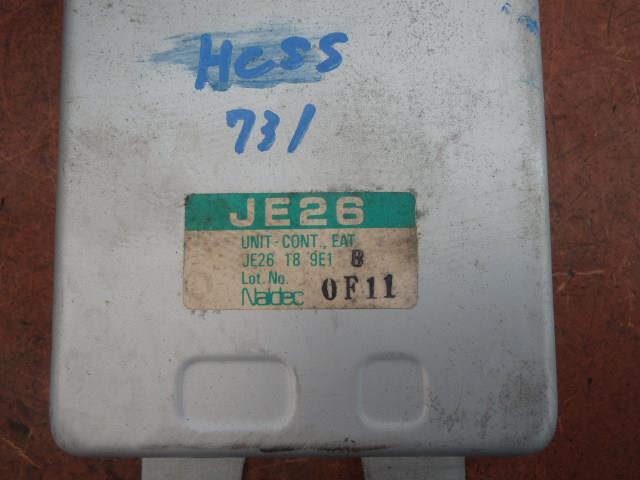 HCSS
731
JE26
UNIT-CONT., EAT
JE26 18 9E1 B
Lot. No.
Naldec 0F11